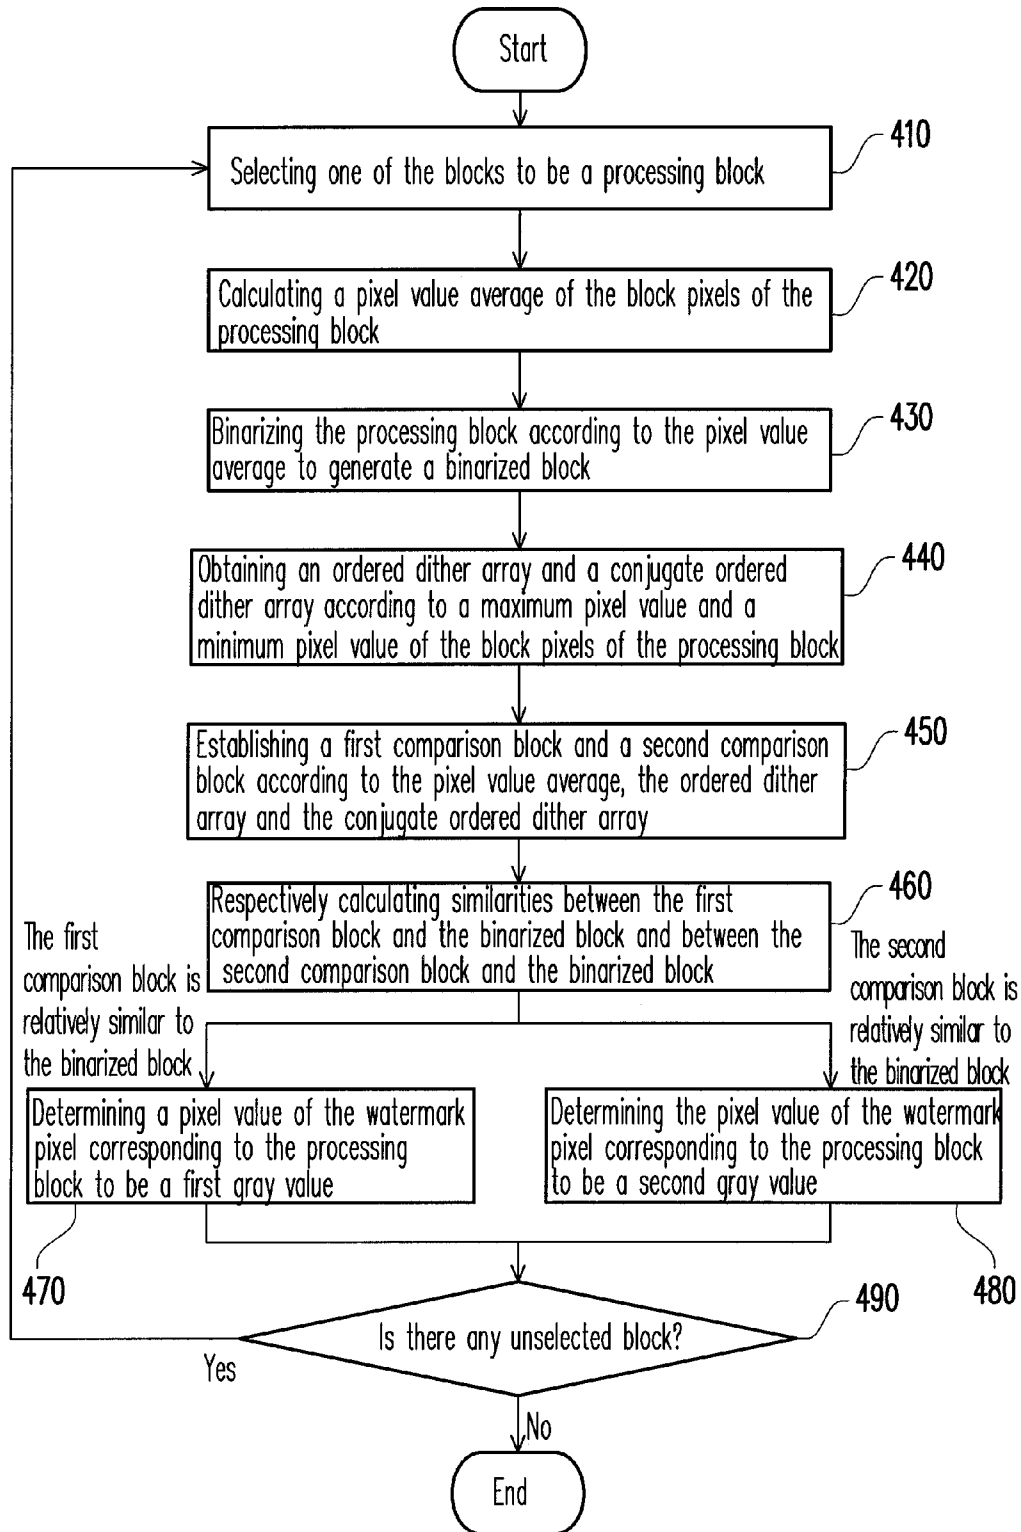 Start
410
Selecting one of the blocks to be a processing block
420
Calculating a pixel value average of the block pixels of the
processing block
430
Binarizing the processing block according to the pixel value
average to generate a binarized block
440
Obtaining an ordered dither array and a conjugate ordered
dither array according to a maximum pixel value and a
minimum pixel value of the block pixels of the processing block
450
Establishing a first comparison block and a second comparison
block according to the pixel value average, the ordered dither
array and the conjugate ordered dither array
460
Respectively calculating similarities between the first
comparison block and the binarized block and between the
second comparison block and the binarized block
The first
comparison block is
relatively similar to
the binarized block
The second
comparison block is
relatively similar to
the binarized block
Determining a pixel value of the watermark
pixel corresponding to the processing
block to be a first gray value
470
Determining the pixel value of the watermark
pixel corresponding to the processing block
to be a second gray value
480
490
Is there any unselected block?
Yes
No
End